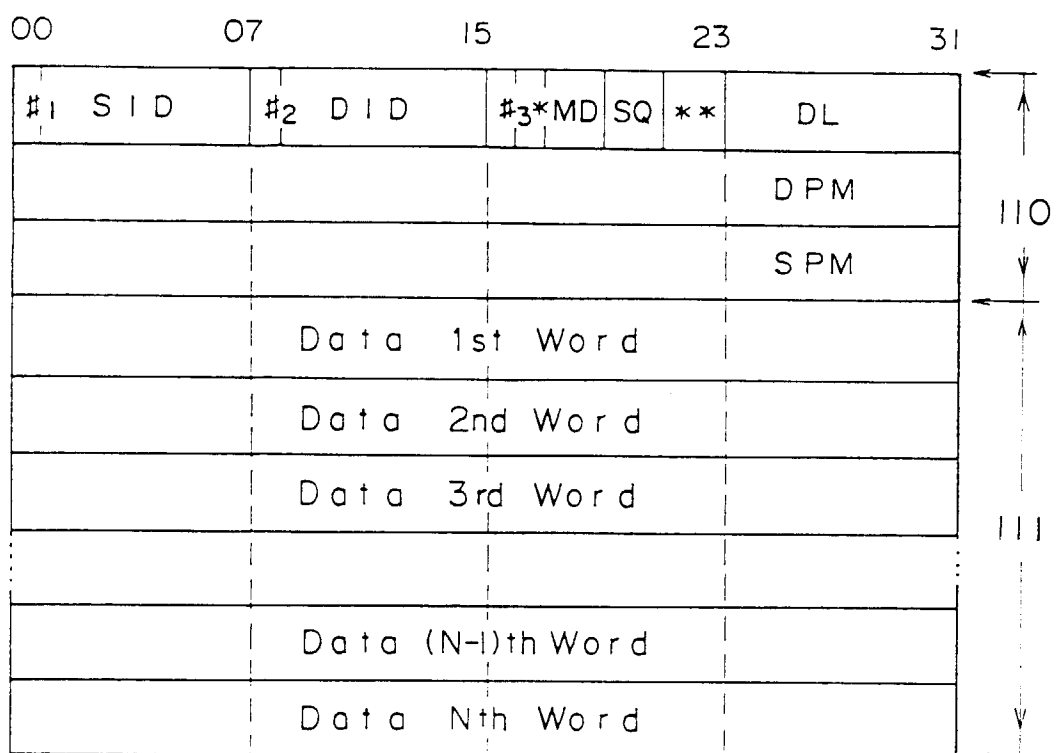 00 07 15 23 31
#1 SID #2 DID #3 * MD SQ ** DL
DPM
110
SPM
Data 1st Word
Data 2nd Word
Data 3rd Word
111
Data (N-1)th Word
Data Nth Word